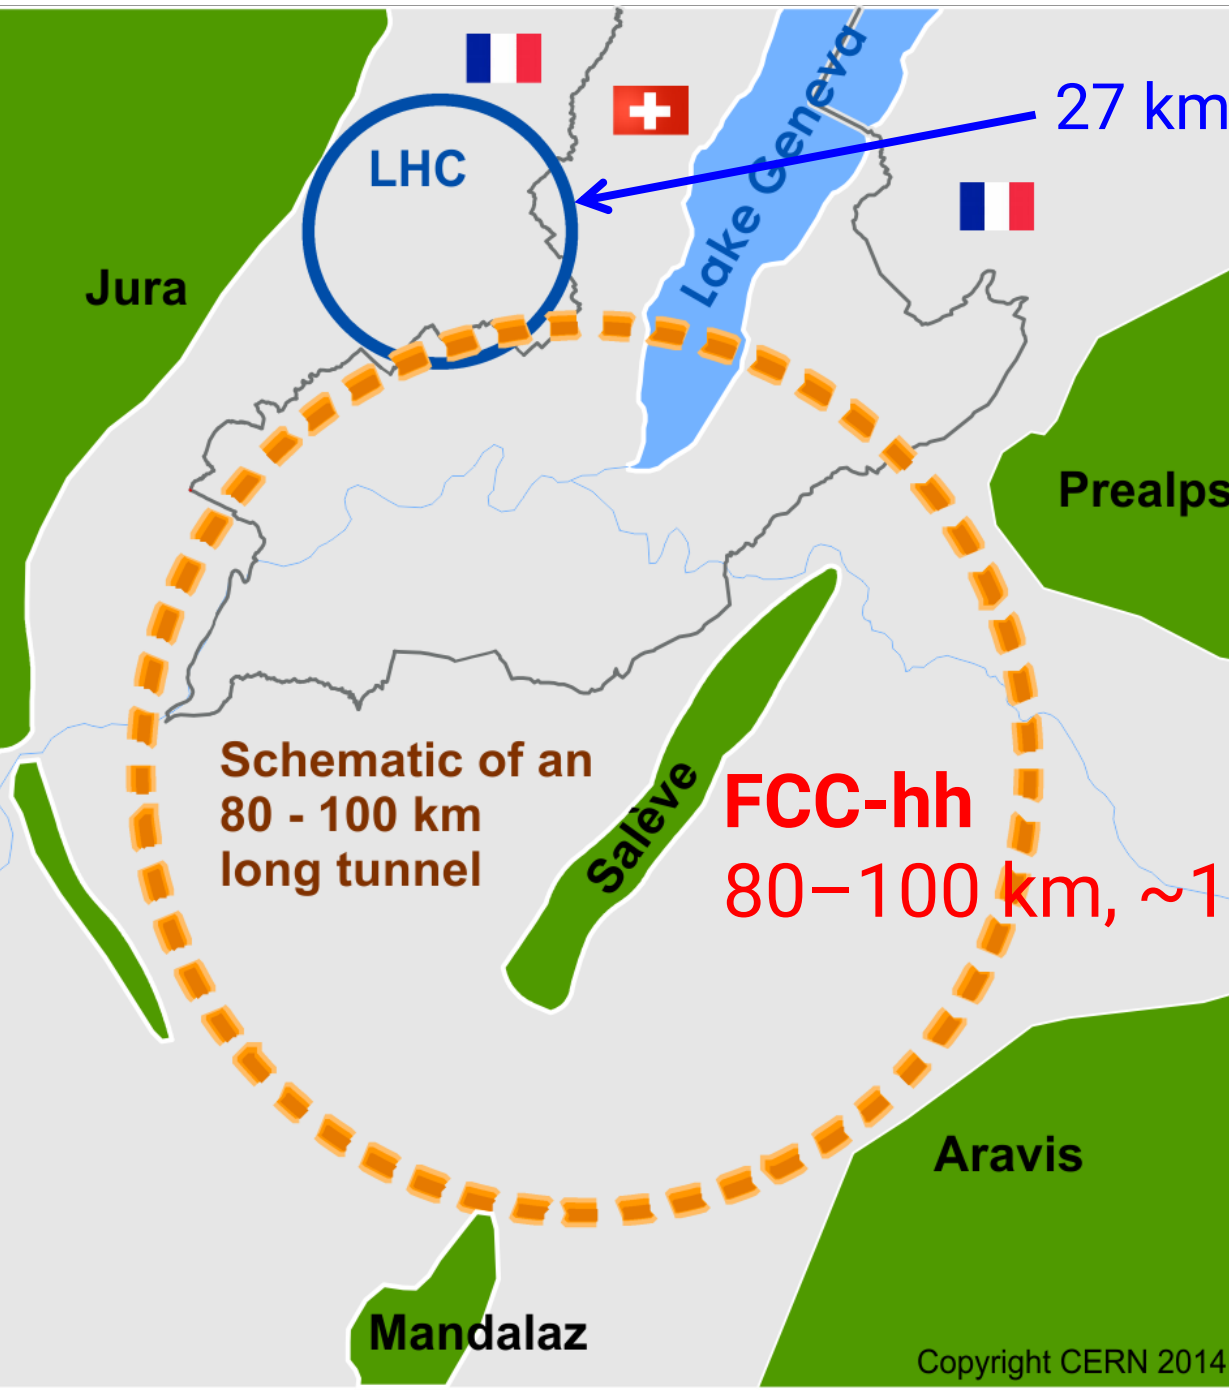 27 km
LHC
Lake Geneva
Jura
Prealps
Schematic of an
80 - 100 km
long tunnel
Salève
FCC-hh
80–100 km, ~1
Aravis
Mandalaz
Copyright CERN 2014